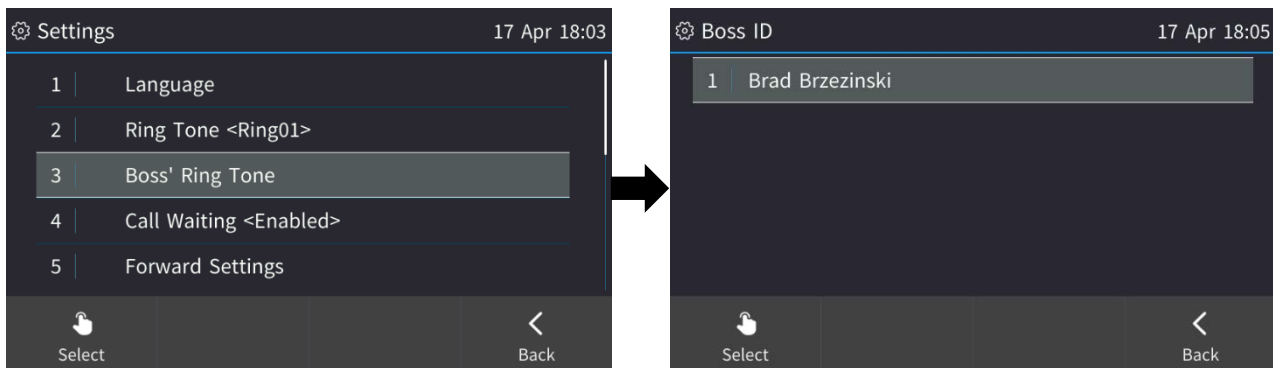 Settings 17 Apr 18:03
1 Language
2 Ring Tone <Ring01>
3 Boss' Ring Tone
4 Call Waiting <Enabled>
5 Forward Settings
Select Back
Boss ID 17 Apr 18:05
1 Brad Brzezinski
Select Back